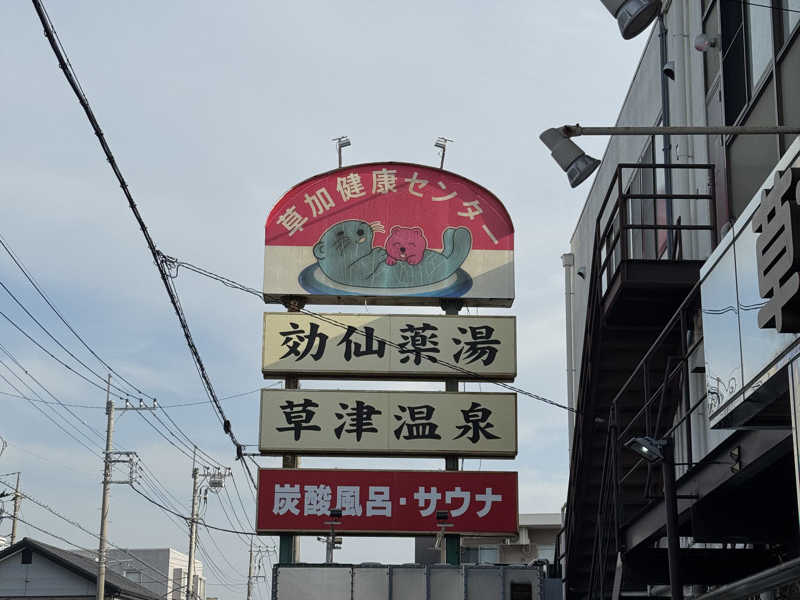 草加健康センター
効仙薬湯
草津温泉
炭酸風呂・サウナ
草